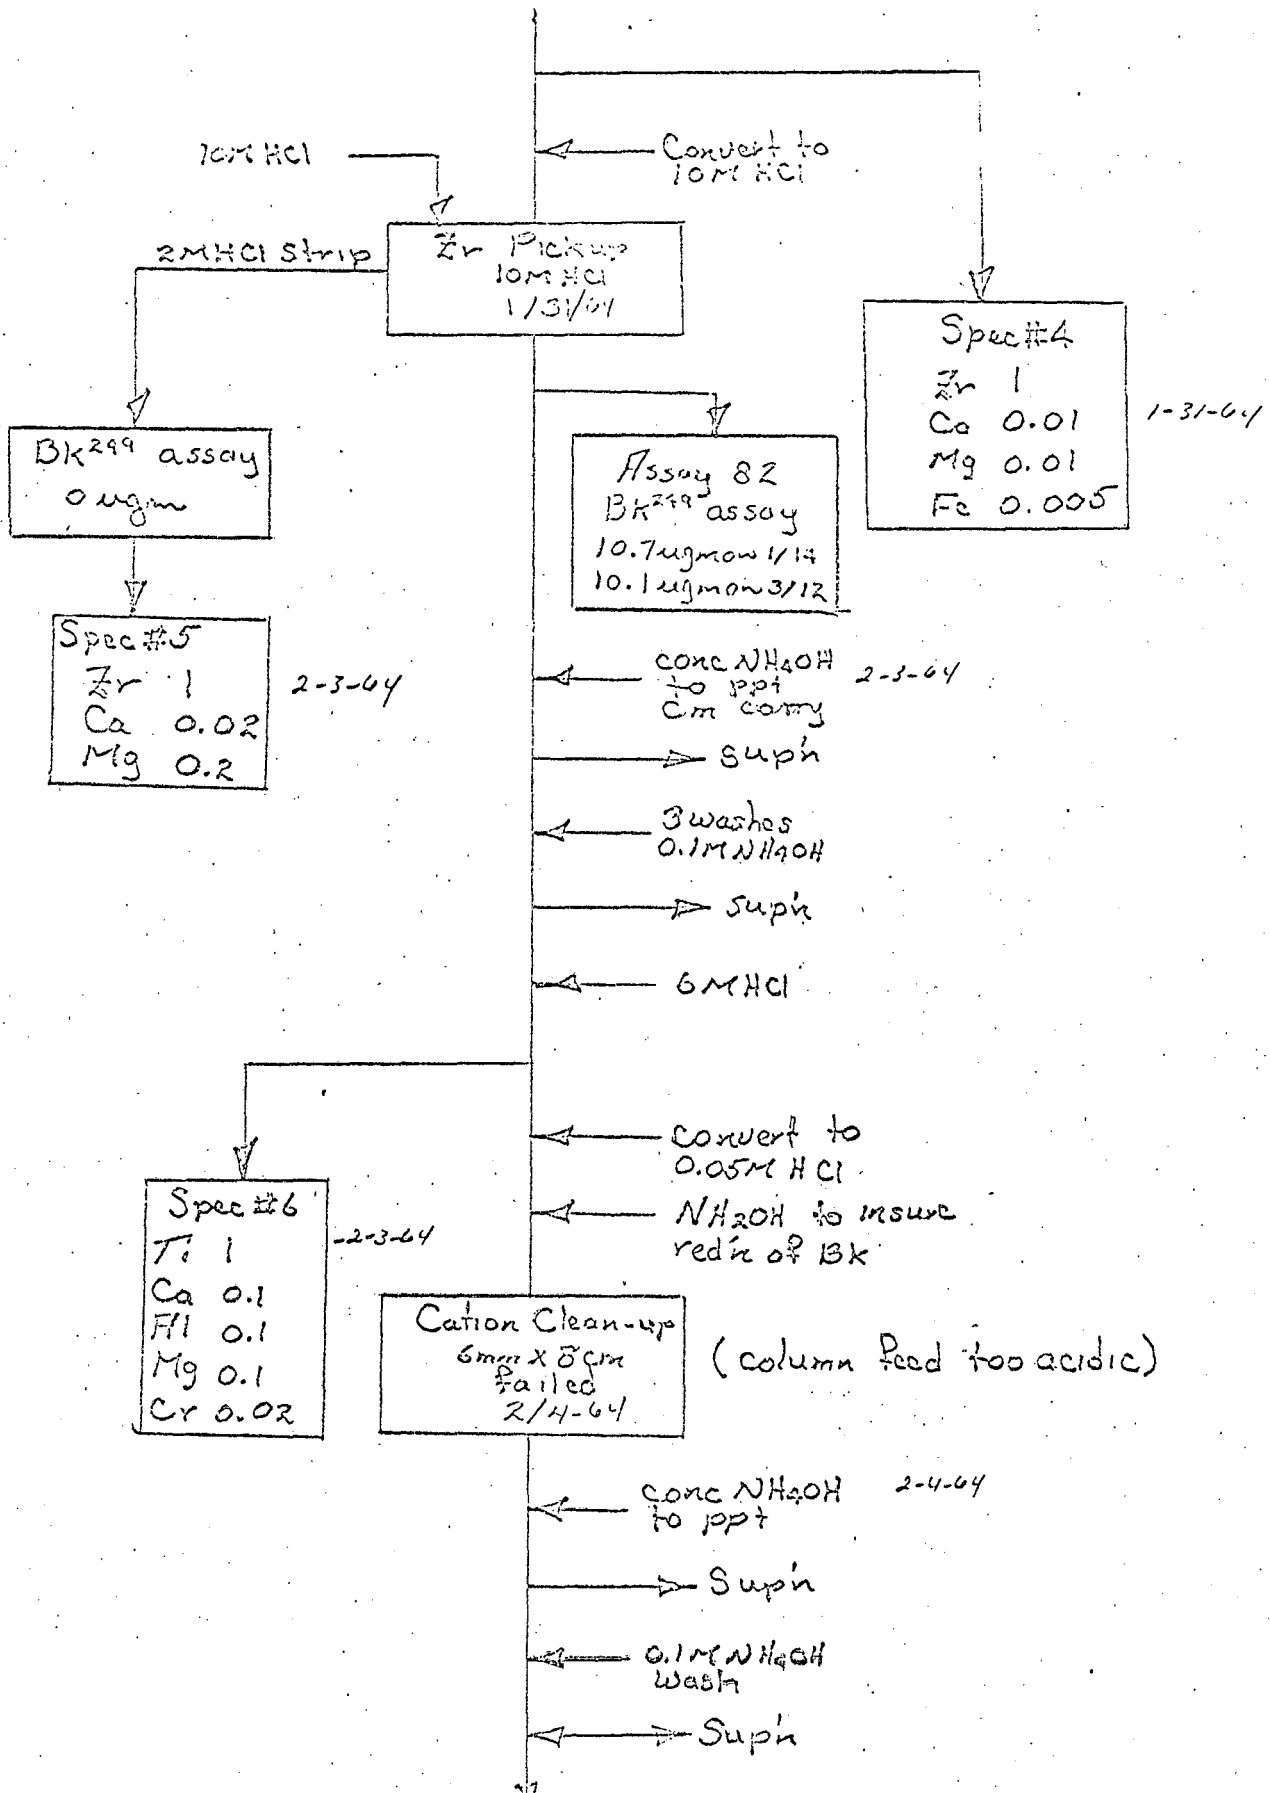 Convert to
10M HCl
10M HCl
2MHCl Strip
Zr Pickup
10M HCl
1/31/64
Spec #4
Zr 1
Ca 0.01
Mg 0.01
Fe 0.005
1-31-64
Bk249 assay
0 ugm
Assay 82
Bk249 assay
10.7ugm on 1/14
10.1 ugm on 3/12
Spec #5
Zr 1
Ca 0.02
Mg 0.2
2-3-64
conc NH4OH
to ppt
Cm carry
2-3-64
Sup'n
3 washes
0.1M NH4OH
Sup'n
6M HCl
Convert to
0.05M HCl
NH2OH to insure
red'n of Bk
Spec #6
Ti 1
Ca 0.1
Al 0.1
Mg 0.1
Cr 0.02
-2-3-64
Cation Clean-up
6mm x 5cm
failed
2/4-64
(column feed too acidic)
conc NH4OH
to ppt
2-4-64
Sup'n
0.1M NH4OH
Wash
Sup'n